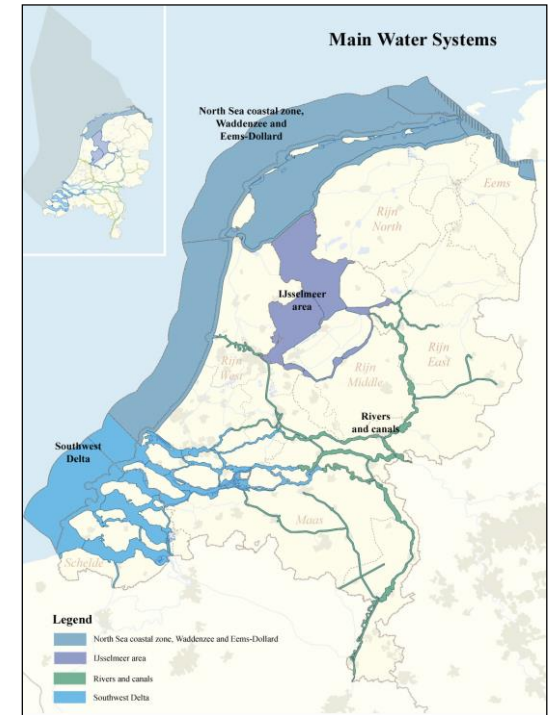 Main Water Systems
North Sea coastal zone,
Waddenzee and
Eems-Dollard
Eems
Rijn
North
IJsselmeer
area
Rijn
West
Rijn
Middle
Rijn
East
Rivers
and canals
Southwest
Delta
Maas
Schelde
Legend
North Sea coastal zone, Waddenzee and Eems-Dollard
IJsselmeer area
Rivers and canals
Southwest Delta